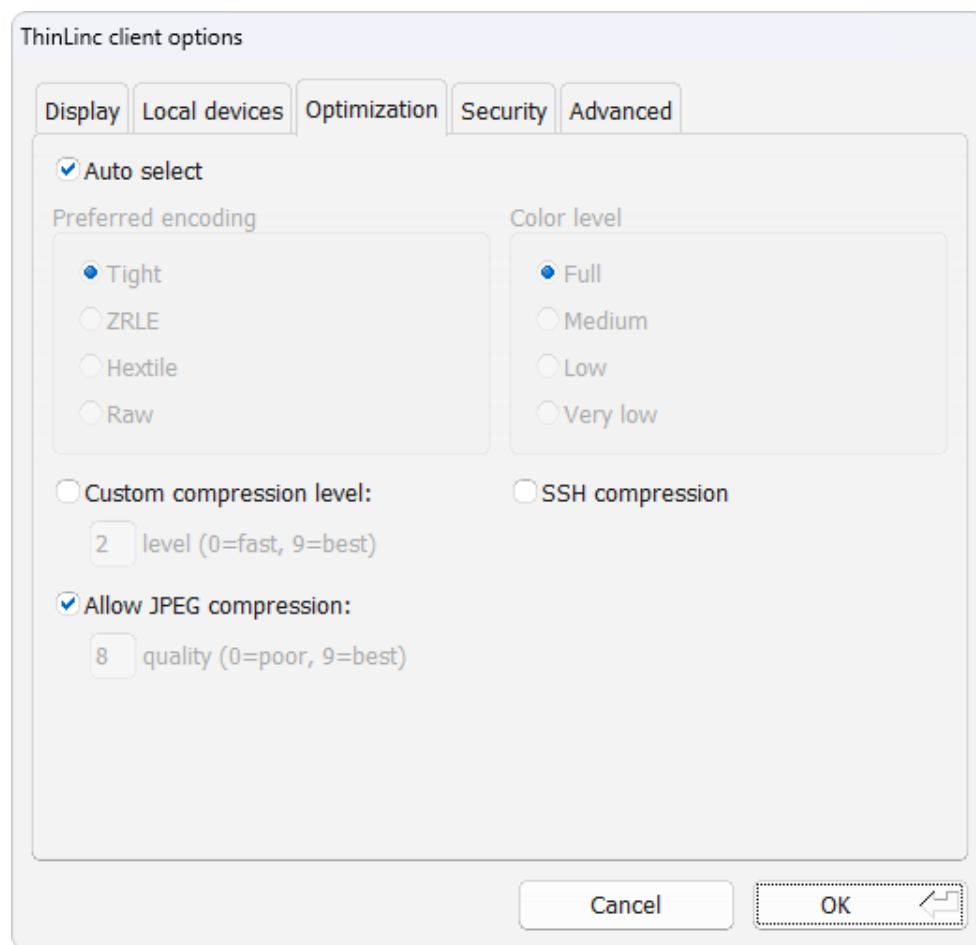 ThinLinc client options
Display Local devices Optimization Security Advanced
Auto select
Preferred encoding
Tight
ZRLE
Hextile
Raw
Color level
Full
Medium
Low
Very low
Custom compression level:
2 level (0=fast, 9=best)
SSH compression
Allow JPEG compression:
8 quality (0=poor, 9=best)
Cancel OK